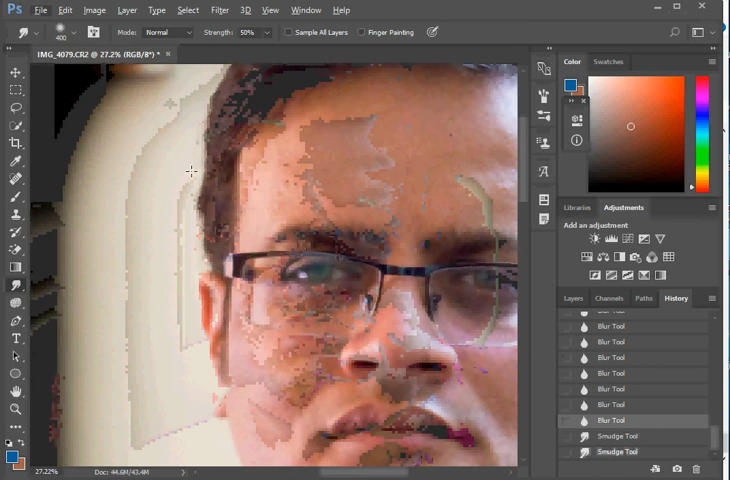 Ps File Edit Image Layer Type Select Filter 3D View Window Help
400 Mode: Normal Strength: 50% Sample All Layers Finger Painting
IMG_4079.CR2 @ 27.2% (RGB/8*) * ×
Color Swatches
Libraries Adjustments
Add an adjustment
Layers Channels Paths History
Blur Tool
Blur Tool
Blur Tool
Blur Tool
Blur Tool
Blur Tool
Blur Tool
Smudge Tool
Smudge Tool
27.22% Doc: 44.6M/43.4M